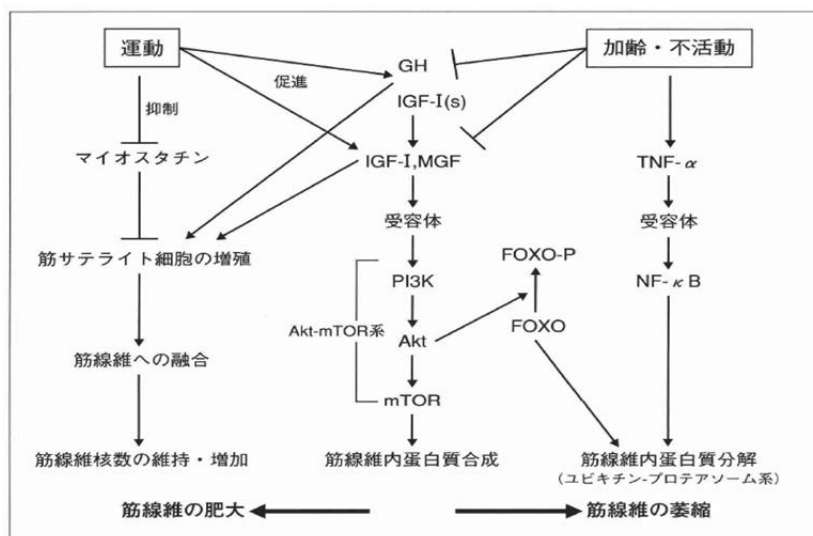 運動
加齢・不活動
GH
促進
IGF-I(s)
抑制
マイオスタチン
IGF-I,MGF
TNF-α
受容体
受容体
筋サテライト細胞の増殖
FOXO-P
PI3K
NF-κB
Akt-mTOR系
Akt
FOXO
筋線維への融合
mTOR
筋線維核数の維持・増加
筋線維内蛋白質合成
筋線維内蛋白質分解
(ユビキチン-プロテアソーム系)
筋線維の肥大
筋線維の萎縮